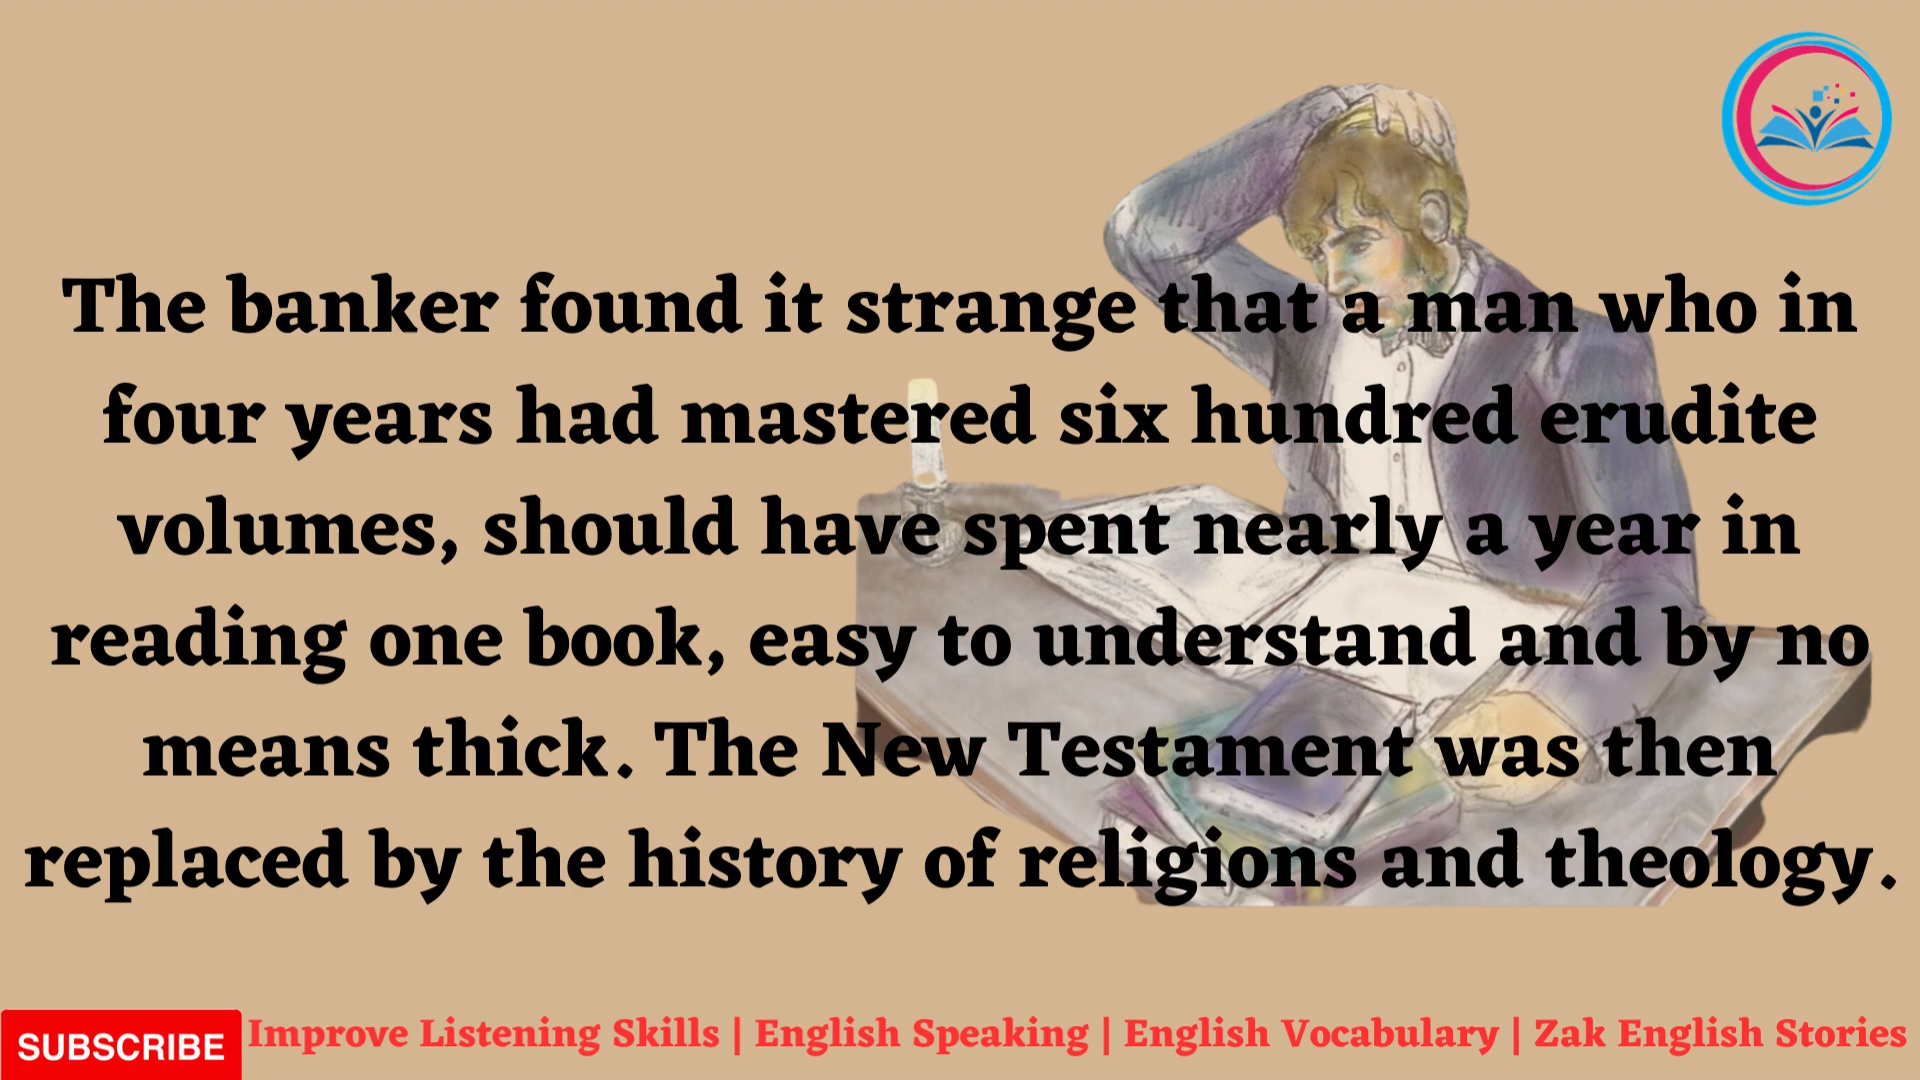 The banker found it strange that a man who in
four years had mastered six hundred erudite
volumes, should have spent nearly a year in
reading one book, easy to understand and by no
means thick. The New Testament was then
replaced by the history of religions and theology.
SUBSCRIBE Improve Listening Skills | English Speaking | English Vocabulary | Zak English Stories